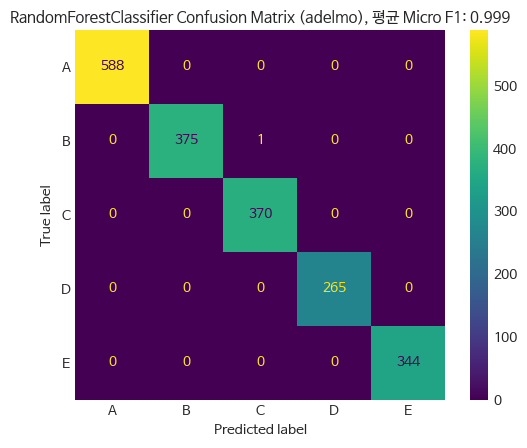 RandomForestClassifier Confusion Matrix (adelmo), 평균 Micro F1: 0.999
A 588 0 0 0 0
B 0 375 1 0 0
C 0 0 370 0 0
D 0 0 0 265 0
E 0 0 0 0 344
A B C D E
Predicted label
True label
500
400
300
200
100
0